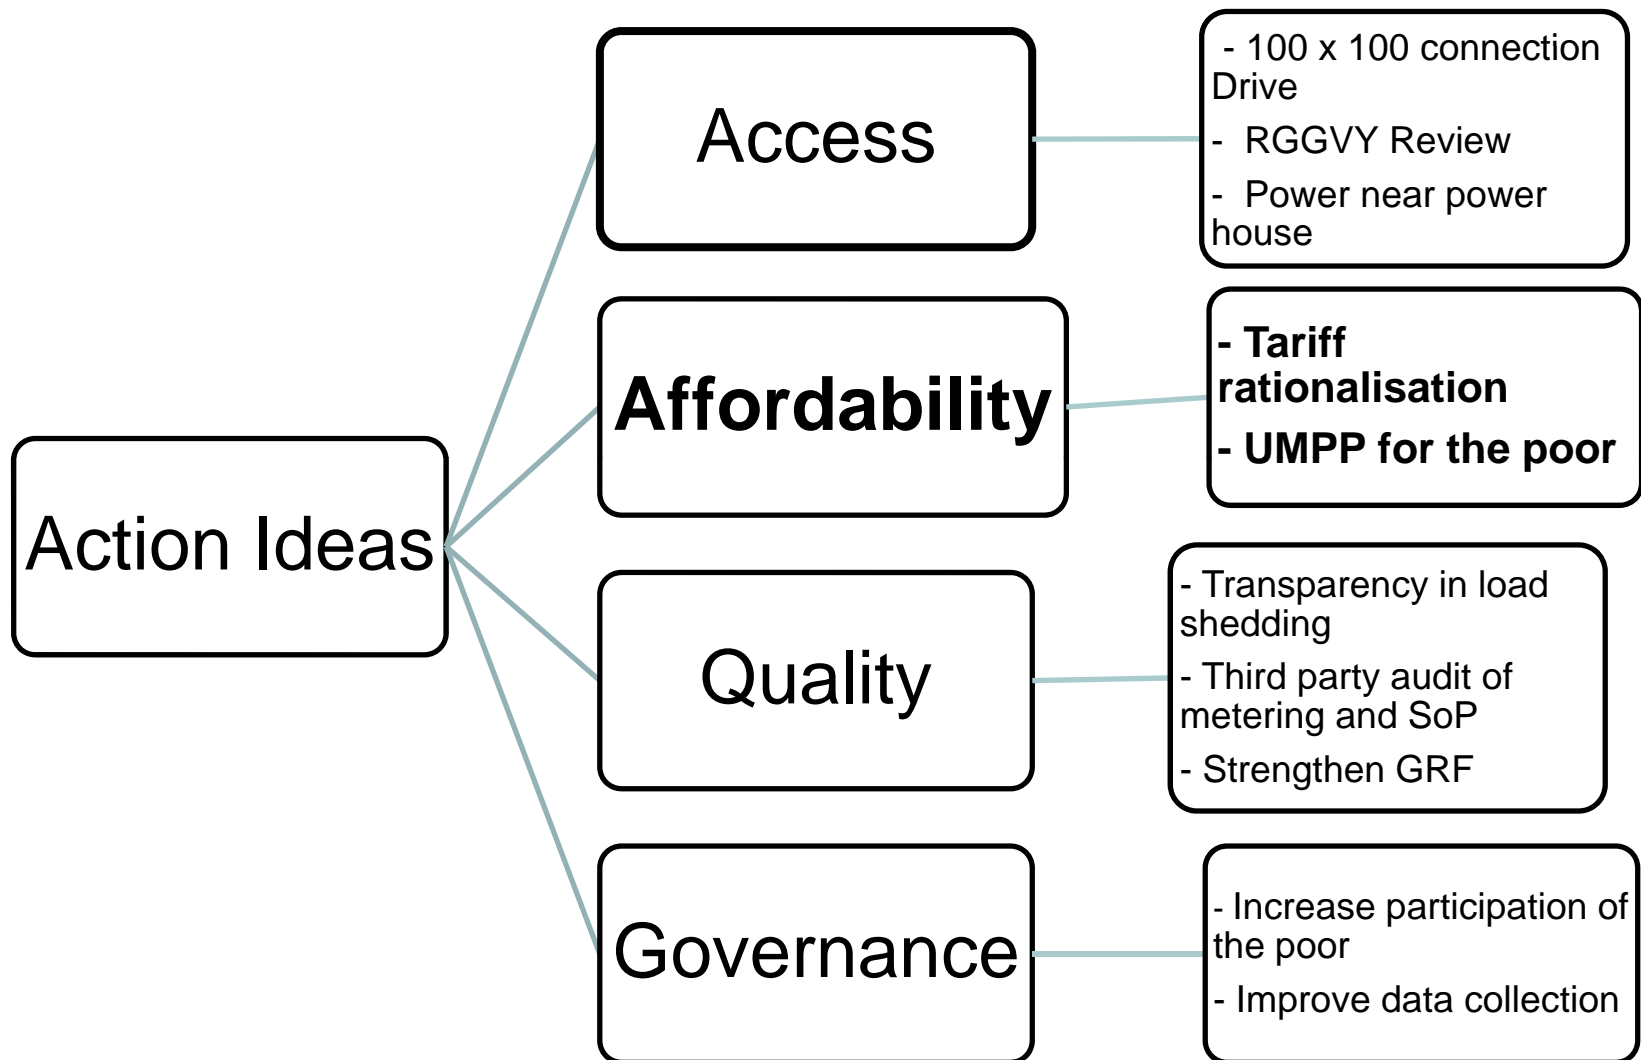 Action Ideas
Access
- 100 x 100 connection
Drive
- RGGVY Review
- Power near power
house
Affordability
- Tariff
rationalisation
- UMPP for the poor
Quality
- Transparency in load
shedding
- Third party audit of
metering and SoP
- Strengthen GRF
Governance
- Increase participation of
the poor
- Improve data collection